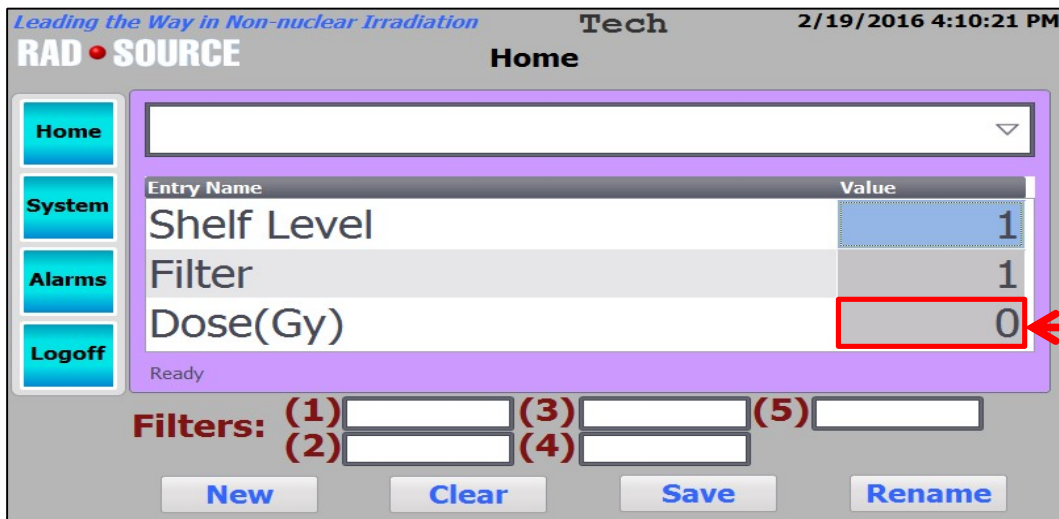 Leading the Way in Non-nuclear Irradiation Tech 2/19/2016 4:10:21 PM
RAD SOURCE Home
Home
System
Alarms
Logoff
Entry Name Value
Shelf Level 1
Filter 1
Dose(Gy) 0
Ready
Filters: (1) (3) (5)
(2) (4)
New Clear Save Rename